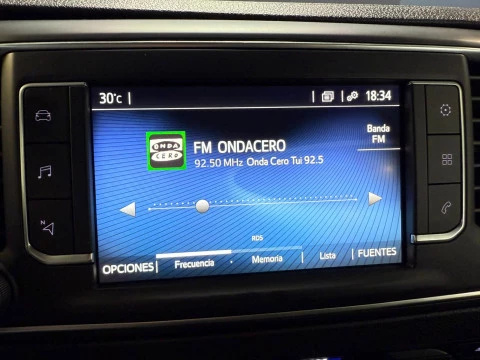 30°C
18:34
ONDA
CERO
FM ONDACERO
92.50 MHz Onda Cero Tui 92.5
Banda
FM
RDS
OPCIONES
Frecuencia
Memoria
Lista
FUENTES
N